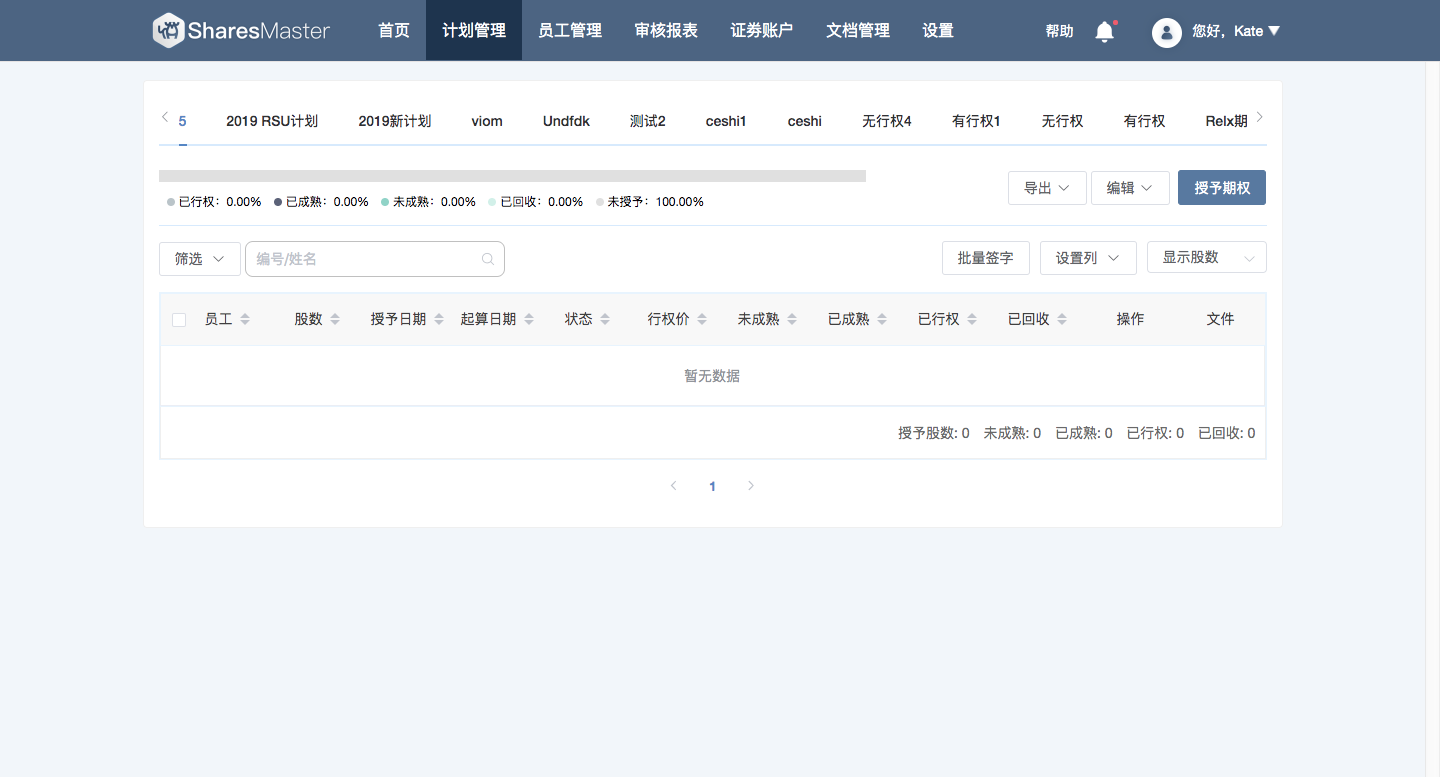 SharesMaster 首页 计划管理 员工管理 审核报表 证券账户 文档管理 设置 帮助 您好，Kate
5 2019 RSU计划 2019新计划 viom Undfdk 测试2 ceshi1 ceshi 无行权4 有行权1 无行权 有行权 Relx期
导出 编辑 授予期权
已行权：0.00% 已成熟：0.00% 未成熟：0.00% 已回收：0.00% 未授予：100.00%
筛选 编号/姓名 批量签字 设置列 显示股数
员工 股数 授予日期 起算日期 状态 行权价 未成熟 已成熟 已行权 已回收 操作 文件
暂无数据
授予股数: 0 未成熟: 0 已成熟: 0 已行权: 0 已回收: 0
1